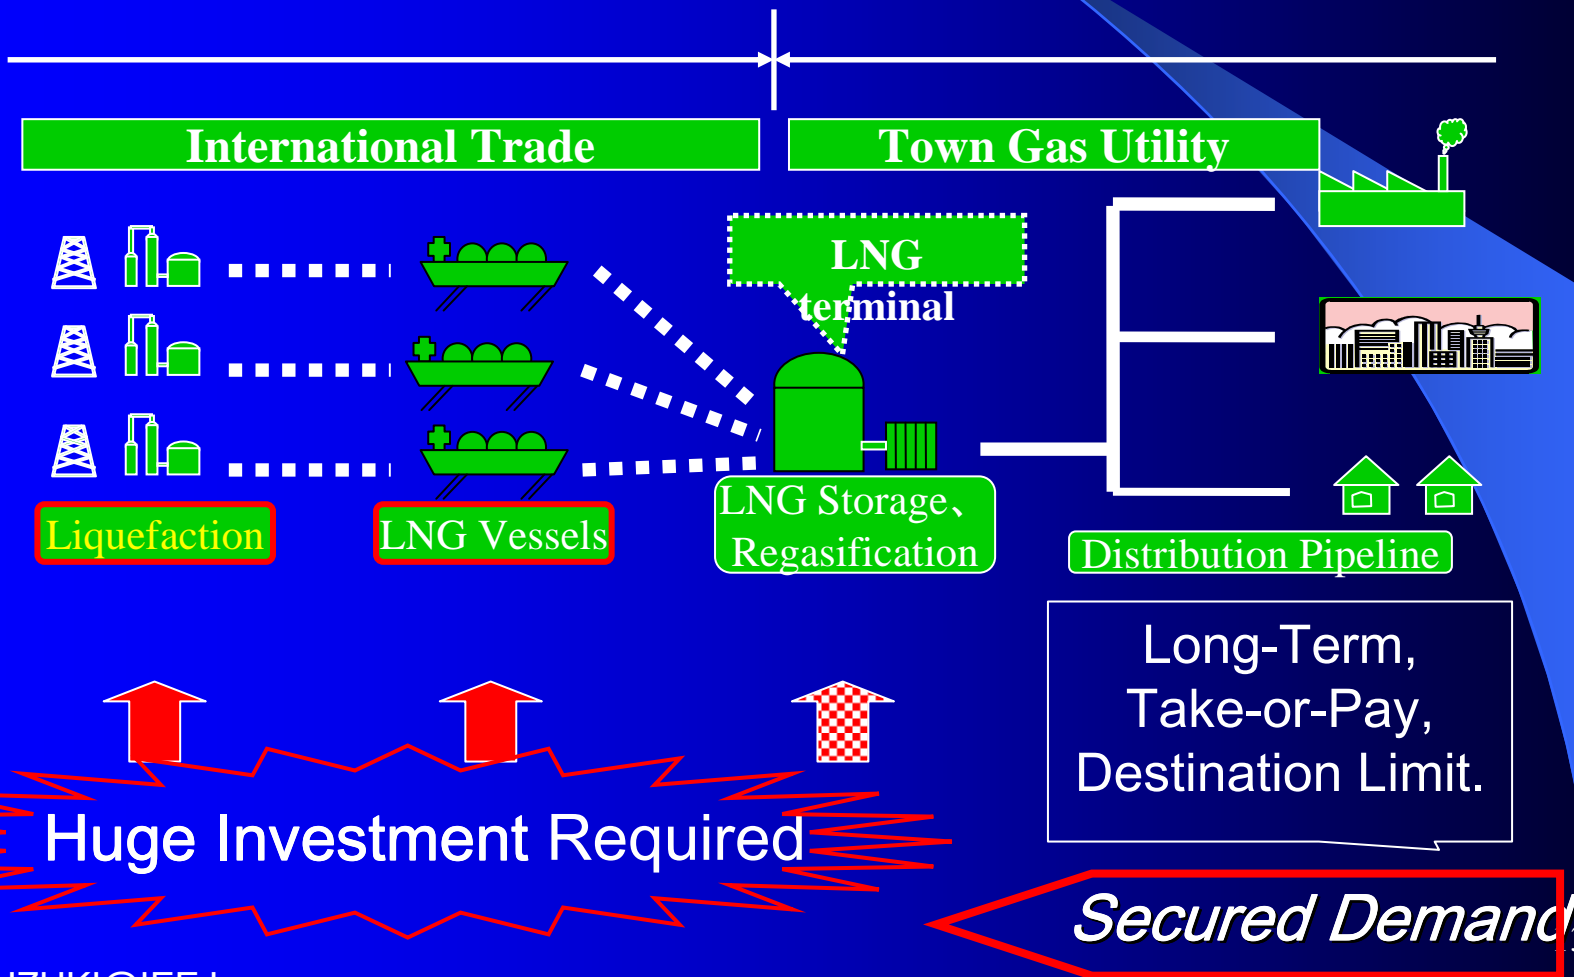 International Trade
Town Gas Utility
LNG
terminal
Liquefaction
LNG Vessels
LNG Storage、
Regasification
Distribution Pipeline
Long-Term,
Take-or-Pay,
Destination Limit.
Huge Investment Required
Secured Demand